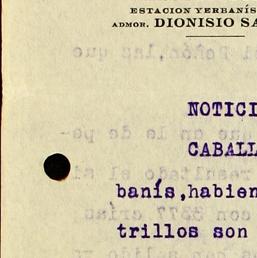 ESTACION YERBANÍS
ADMOR. DIONISIO SA
NOTICI
CABALL
banís,habien
trillos son